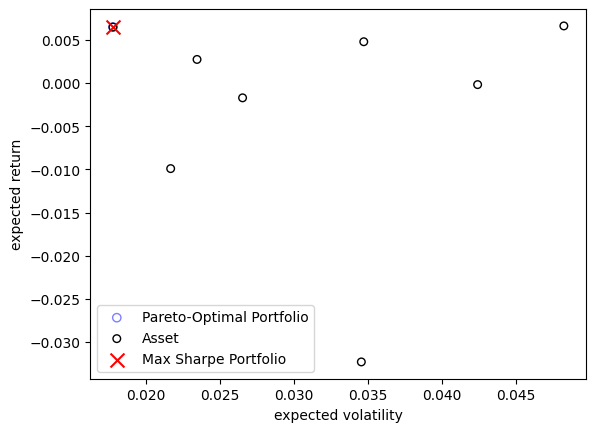 0.005
0.000
−0.005
−0.010
−0.015
−0.020
−0.025
−0.030
expected return
Pareto-Optimal Portfolio
Asset
Max Sharpe Portfolio
0.020 0.025 0.030 0.035 0.040 0.045
expected volatility